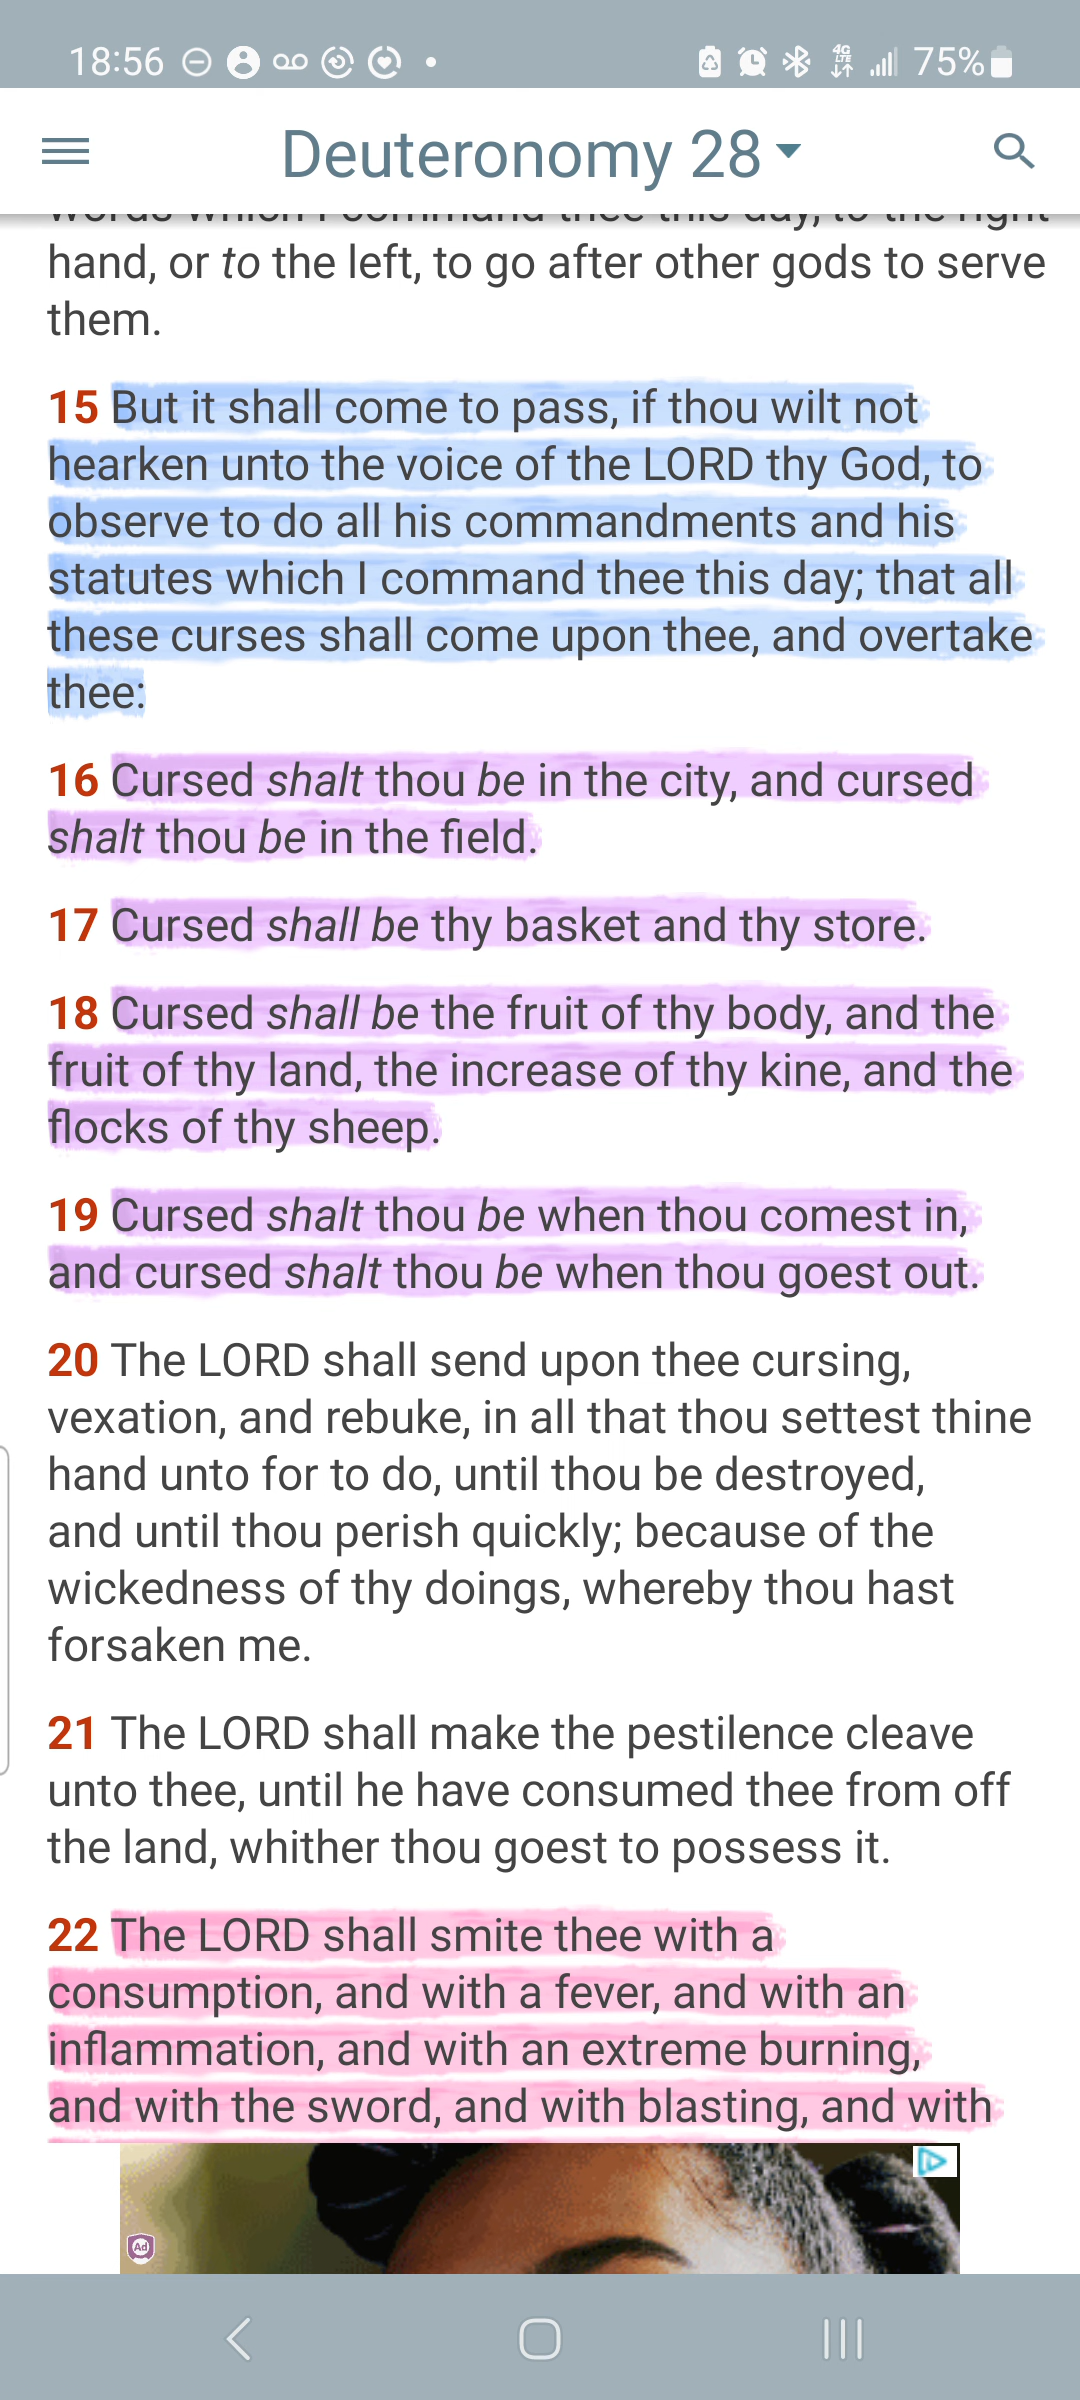 18:56 75%
Deuteronomy 28
words which I command thee this day, to the right
hand, or to the left, to go after other gods to serve
them.
15 But it shall come to pass, if thou wilt not
hearken unto the voice of the LORD thy God, to
observe to do all his commandments and his
statutes which I command thee this day; that all
these curses shall come upon thee, and overtake
thee:
16 Cursed shalt thou be in the city, and cursed
shalt thou be in the field.
17 Cursed shall be thy basket and thy store.
18 Cursed shall be the fruit of thy body, and the
fruit of thy land, the increase of thy kine, and the
flocks of thy sheep.
19 Cursed shalt thou be when thou comest in,
and cursed shalt thou be when thou goest out.
20 The LORD shall send upon thee cursing,
vexation, and rebuke, in all that thou settest thine
hand unto for to do, until thou be destroyed,
and until thou perish quickly; because of the
wickedness of thy doings, whereby thou hast
forsaken me.
21 The LORD shall make the pestilence cleave
unto thee, until he have consumed thee from off
the land, whither thou goest to possess it.
22 The LORD shall smite thee with a
consumption, and with a fever, and with an
inflammation, and with an extreme burning,
and with the sword, and with blasting, and with
Ad